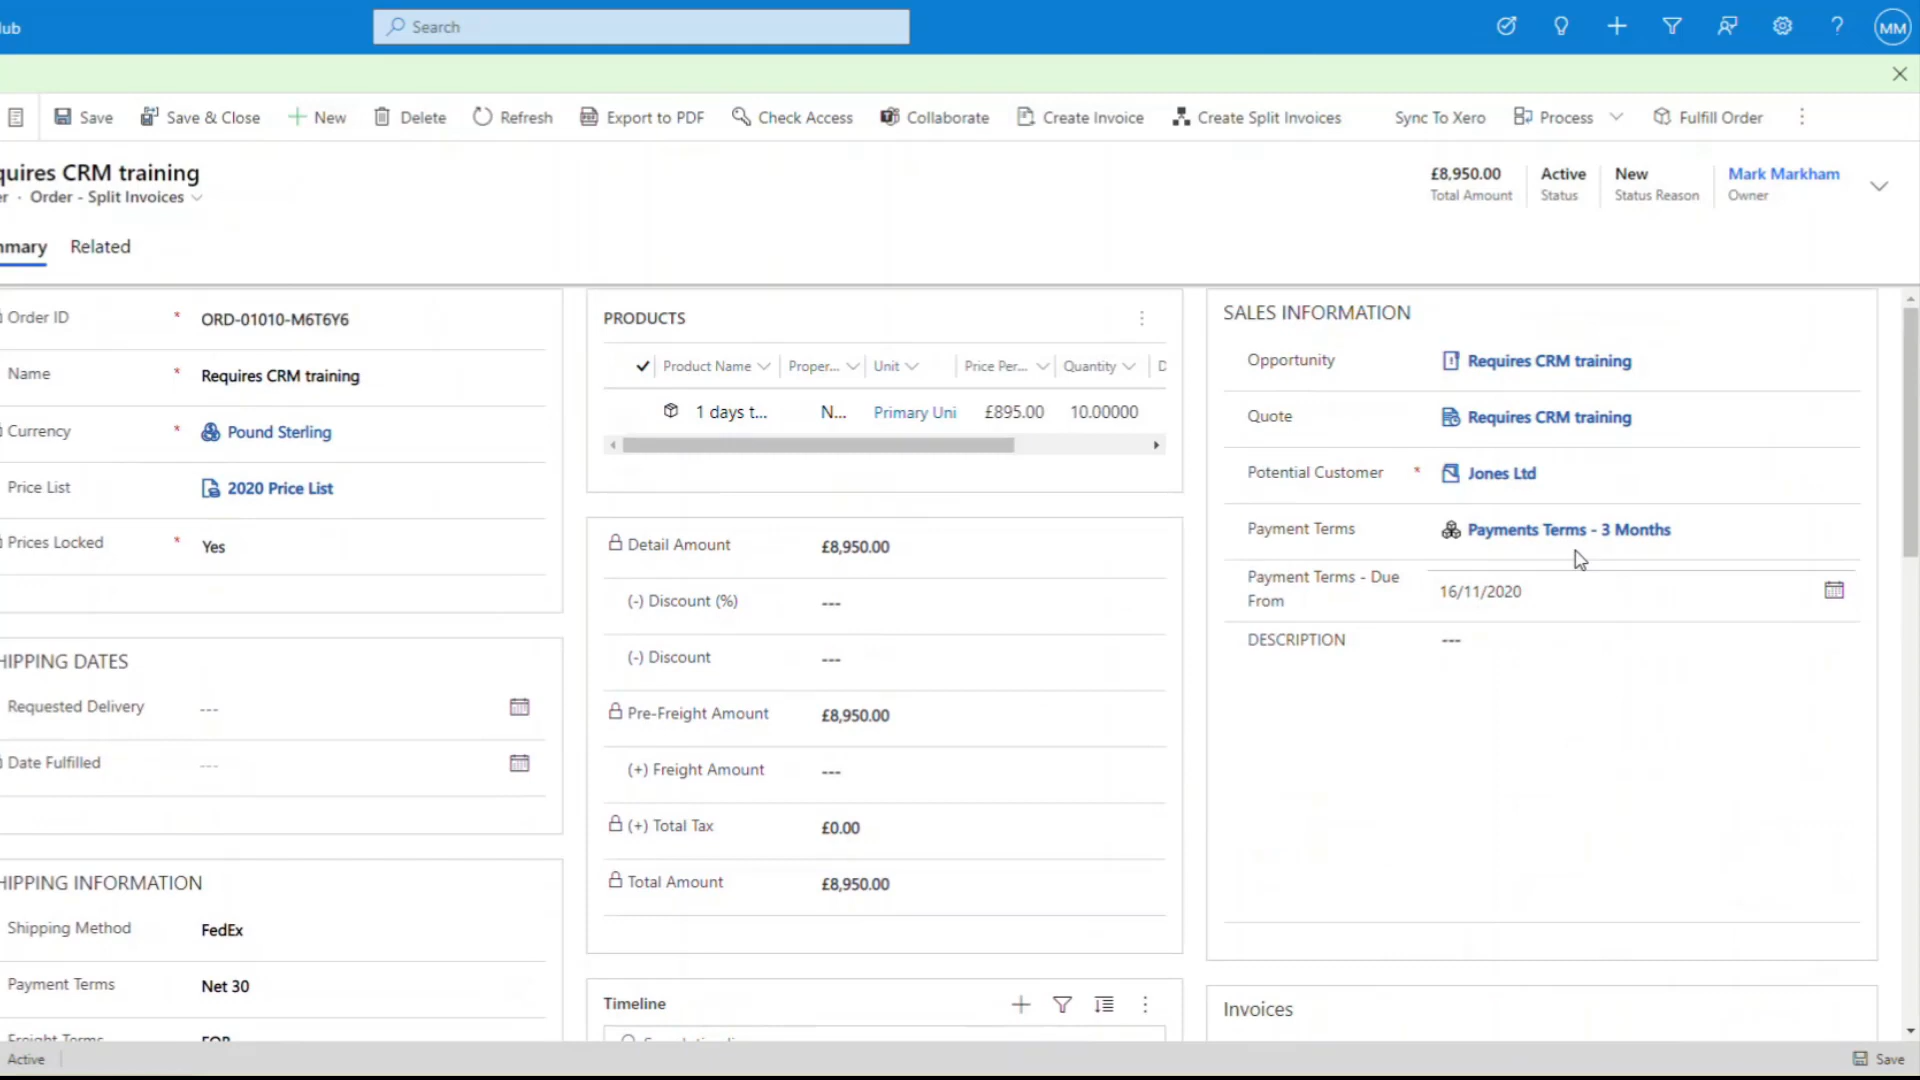 ub
Search
MM
Save
Save & Close
New
Delete
Refresh
Export to PDF
Check Access
Collaborate
Create Invoice
Create Split Invoices
Sync To Xero
Process
Fulfill Order
quires CRM training
er · Order - Split Invoices
£8,950.00
Total Amount
Active
Status
New
Status Reason
Mark Markham
Owner
mmary
Related
Order ID * ORD-01010-M6T6Y6
Name * Requires CRM training
Currency * Pound Sterling
Price List 2020 Price List
Prices Locked * Yes
HIPPING DATES
Requested Delivery ---
Date Fulfilled ---
HIPPING INFORMATION
Shipping Method FedEx
Payment Terms Net 30
Freight Terms FOB
PRODUCTS
Product Name Proper... Unit Price Per... Quantity D
1 days t... N... Primary Uni £895.00 10.00000
Detail Amount £8,950.00
(-) Discount (%) ---
(-) Discount ---
Pre-Freight Amount £8,950.00
(+) Freight Amount ---
(+) Total Tax £0.00
Total Amount £8,950.00
Timeline
SALES INFORMATION
Opportunity Requires CRM training
Quote Requires CRM training
Potential Customer * Jones Ltd
Payment Terms Payments Terms - 3 Months
Payment Terms - Due
From
16/11/2020
DESCRIPTION ---
Invoices
Active
Save